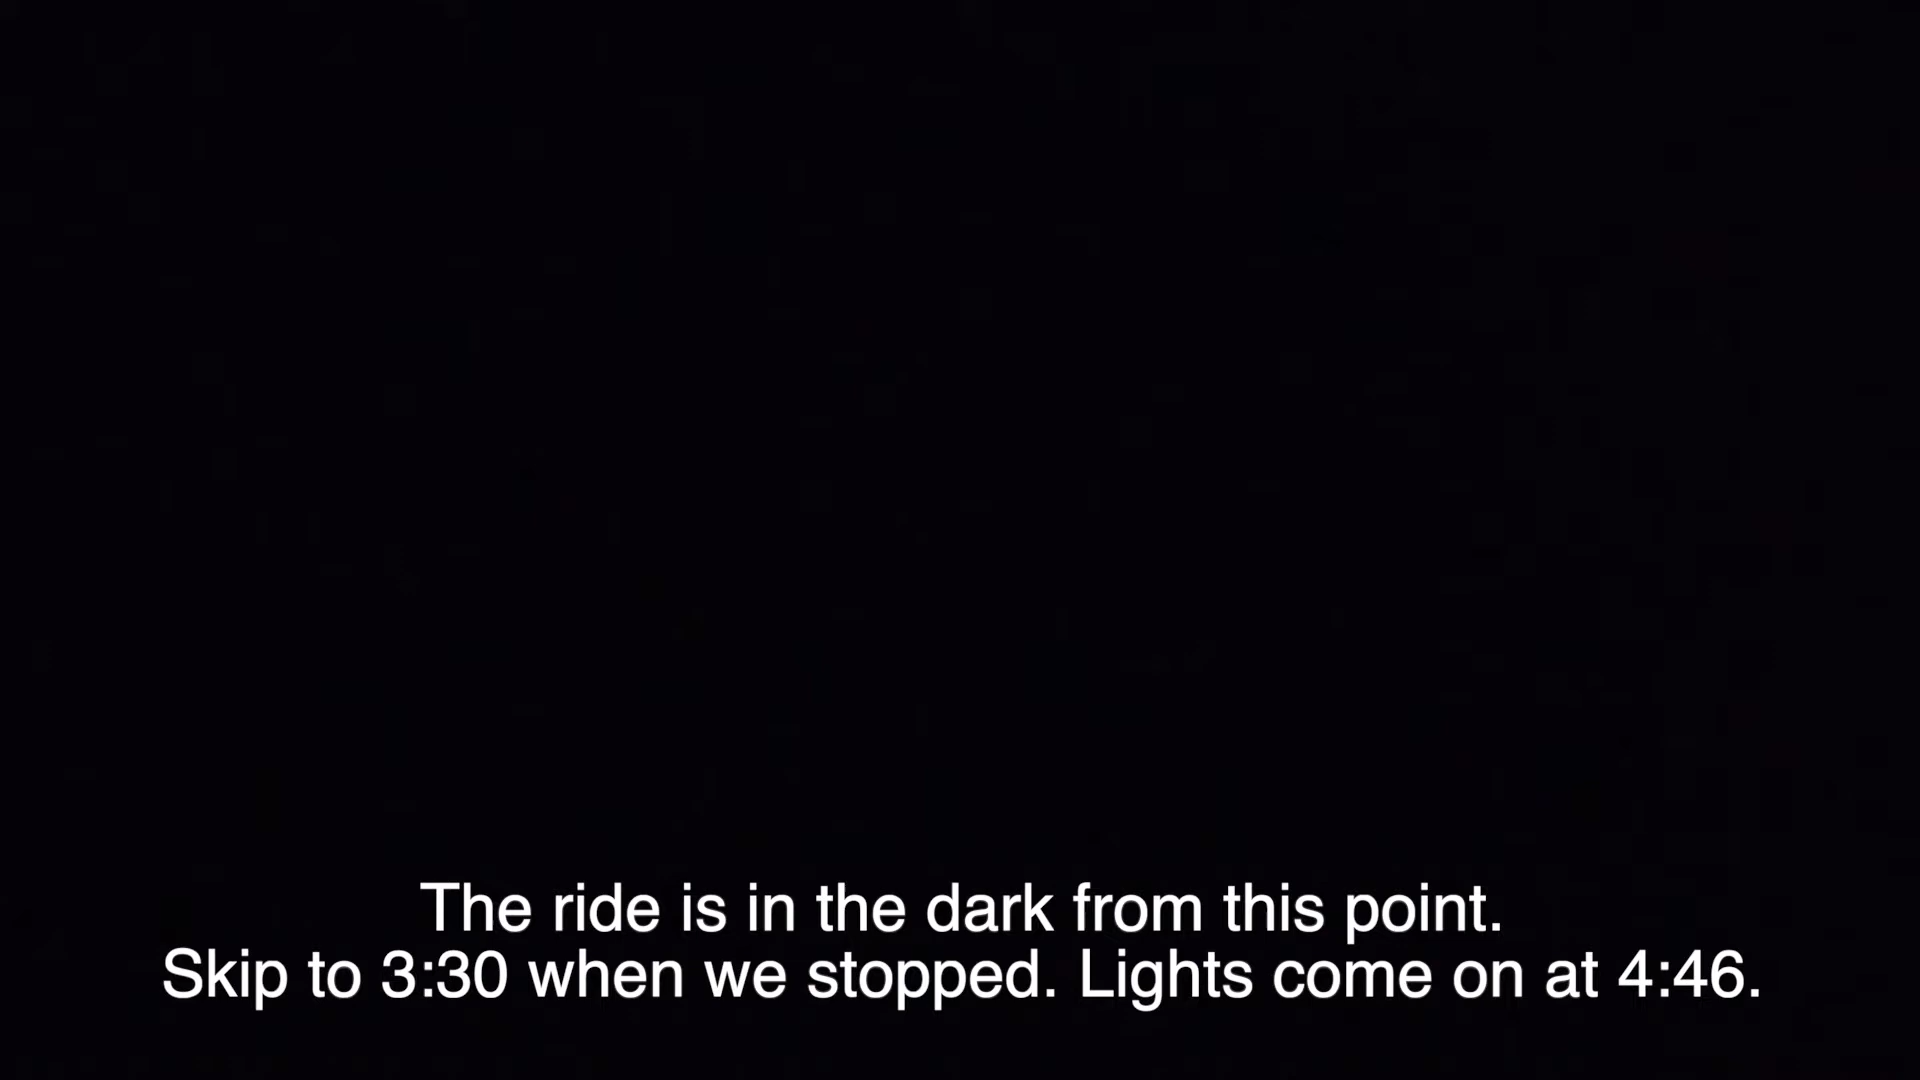 The ride is in the dark from this point.
Skip to 3:30 when we stopped. Lights come on at 4:46.